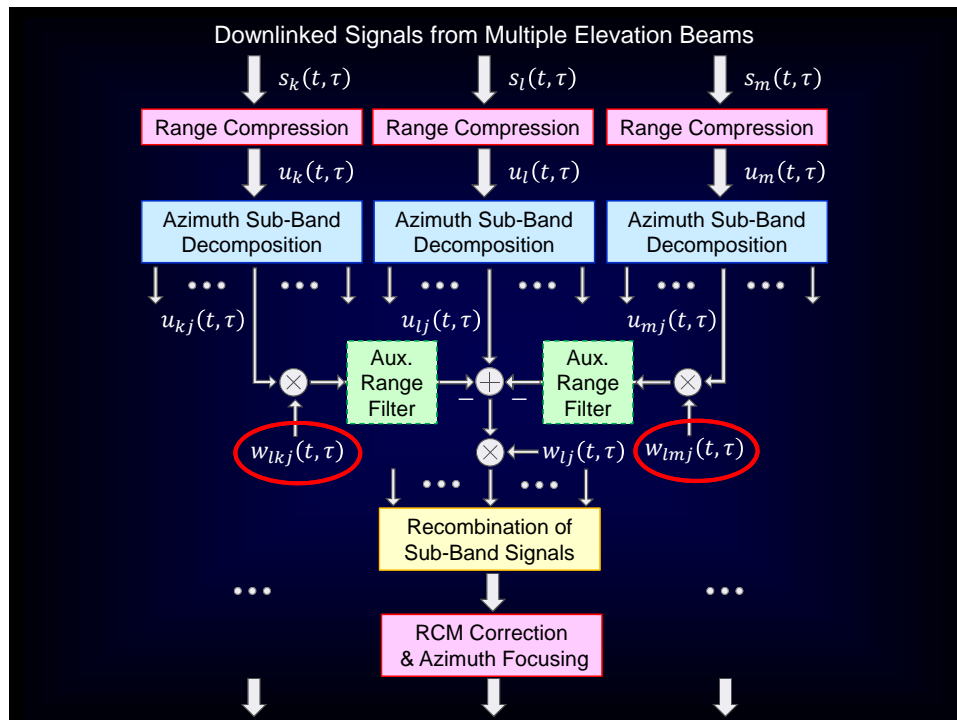 Downlinked Signals from Multiple Elevation Beams
s_k(t, τ) s_l(t, τ) s_m(t, τ)
Range Compression Range Compression Range Compression
u_k(t, τ) u_l(t, τ) u_m(t, τ)
Azimuth Sub-Band
Decomposition
Azimuth Sub-Band
Decomposition
Azimuth Sub-Band
Decomposition
u_kj(t, τ) u_lj(t, τ) u_mj(t, τ)
Aux.
Range
Filter
Aux.
Range
Filter
× + ×
− −
w_lkj(t, τ) × w_lj(t, τ) w_lmj(t, τ)
Recombination of
Sub-Band Signals
RCM Correction
& Azimuth Focusing